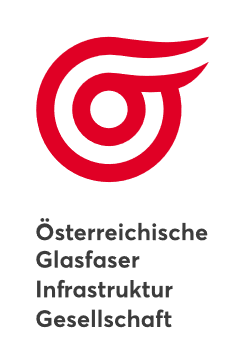 Österreichische
Glasfaser
Infrastruktur
Gesellschaft